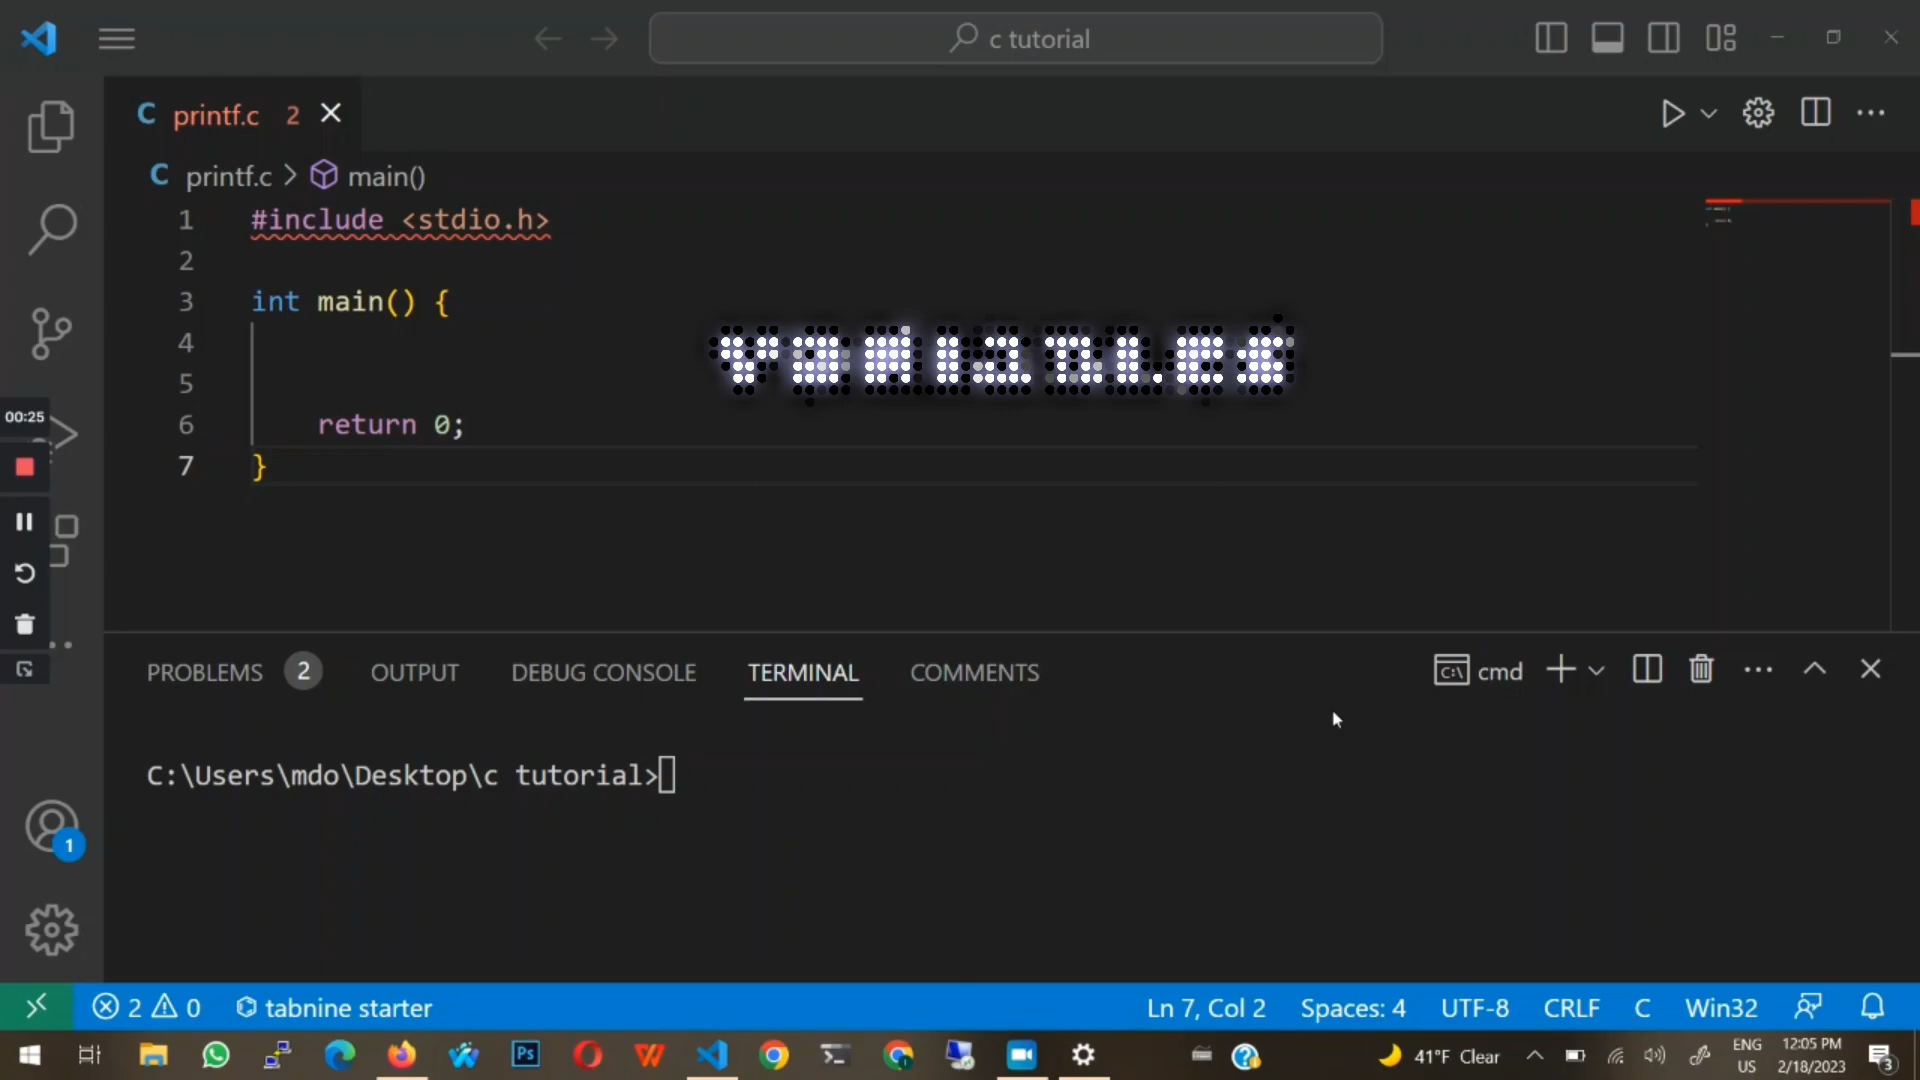 c tutorial
printf.c 2
printf.c > main()
1 #include <stdio.h>
2
3 int main() {
4
5
6 return 0;
7 }
00:25
PROBLEMS 2 OUTPUT DEBUG CONSOLE TERMINAL COMMENTS
cmd
C:\Users\mdo\Desktop\c tutorial>
1
2 0 tabnine starter Ln 7, Col 2 Spaces: 4 UTF-8 CRLF C Win32
41°F Clear ENG US 12:05 PM 2/18/2023 3